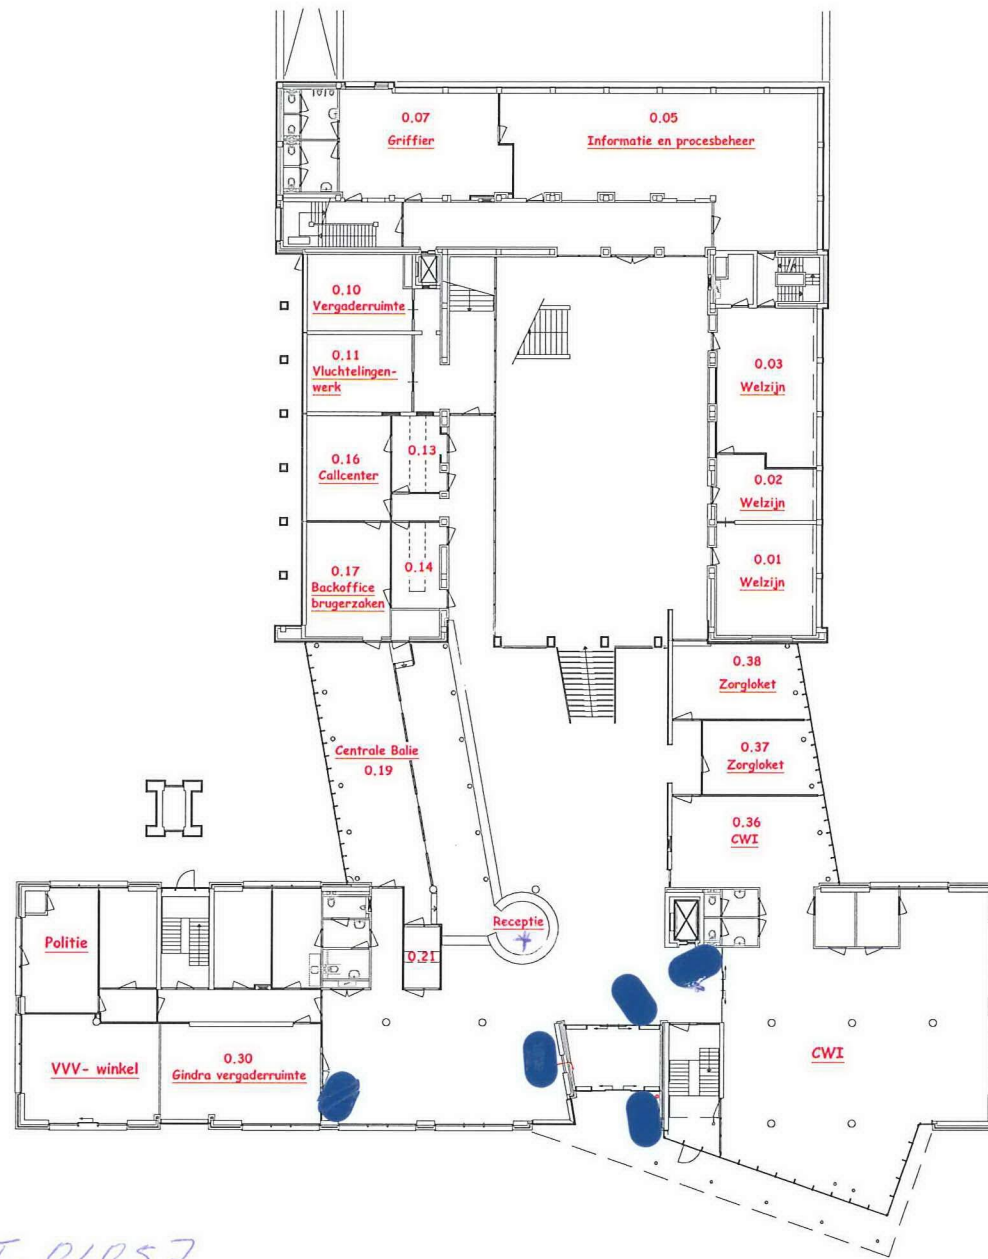 0.07
Griffier
0.05
Informatie en procesbeheer
0.10
Vergaderruimte
0.11
Vluchtelingen-
werk
0.03
Welzijn
0.13
0.16
Callcenter
0.02
Welzijn
0.17
Backoffice
brugerzaken
0.14
0.01
Welzijn
0.38
Zorgloket
Centrale Balie
0.19
0.37
Zorgloket
0.36
CWI
Receptie
Politie
0.21
VVV- winkel
0.30
Gindra vergaderruimte
CWI